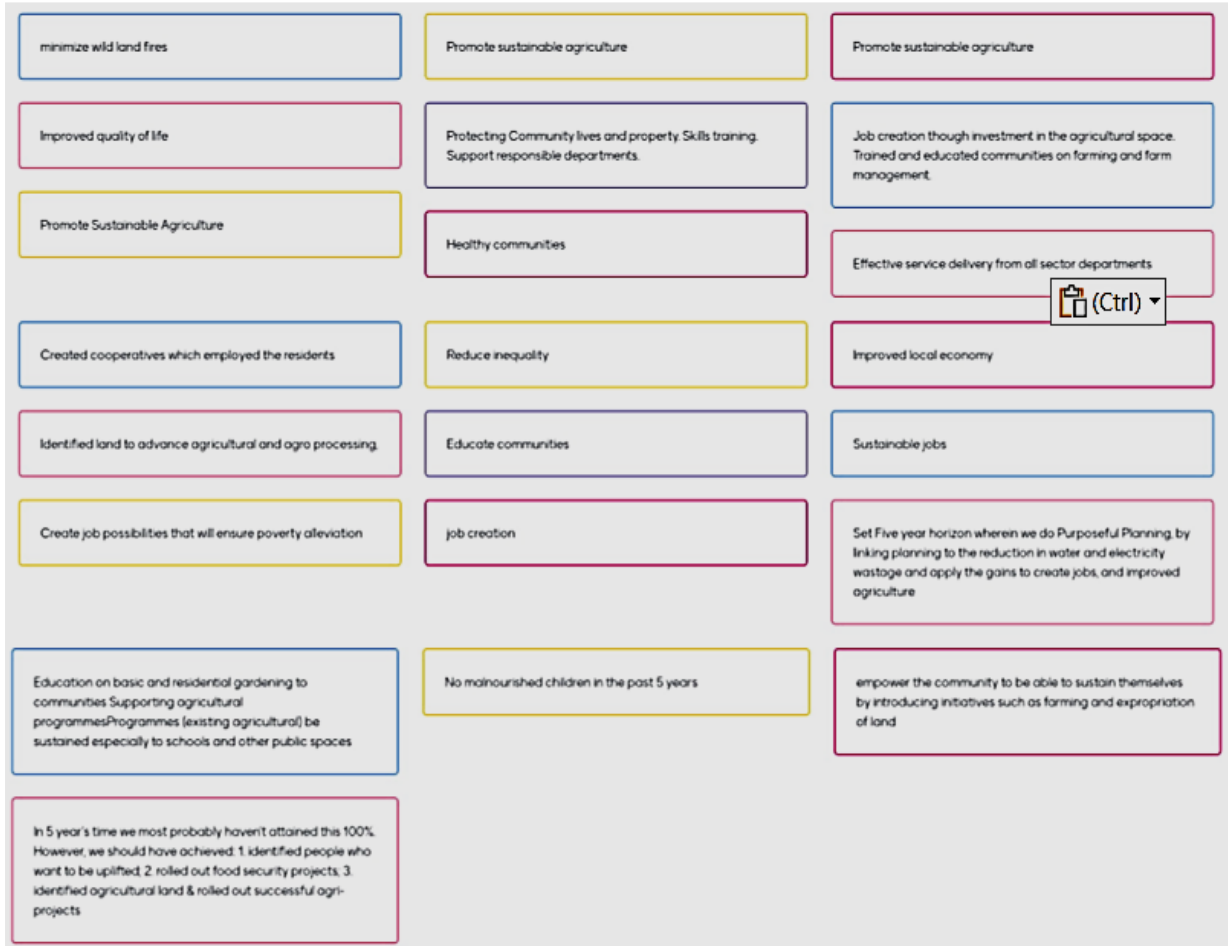 minimize wild land fires
Promote sustainable agriculture
Promote sustainable agriculture
Improved quality of life
Protecting Community lives and property. Skills training.
Support responsible departments.
Job creation though investment in the agricultural space.
Trained and educated communities on farming and farm
management.
Promote Sustainable Agriculture
Healthy communities
Effective service delivery from all sector departments
(Ctrl)
Created cooperatives which employed the residents
Reduce inequality
Improved local economy
Identified land to advance agricultural and agro processing.
Educate communities
Sustainable jobs
Create job possibilities that will ensure poverty alleviation
job creation
Set Five year horizon wherein we do Purposeful Planning, by
linking planning to the reduction in water and electricity
wastage and apply the gains to create jobs, and improved
agriculture
Education on basic and residential gardening to
communities Supporting agricultural
programmesProgrammes (existing agricultural) be
sustained especially to schools and other public spaces
No malnourished children in the past 5 years
empower the community to be able to sustain themselves
by introducing initiatives such as farming and expropriation
of land
In 5 year's time we most probably haven't attained this 100%.
However, we should have achieved: 1. identified people who
want to be uplifted; 2. rolled out food security projects; 3.
identified agricultural land & rolled out successful agri-
projects